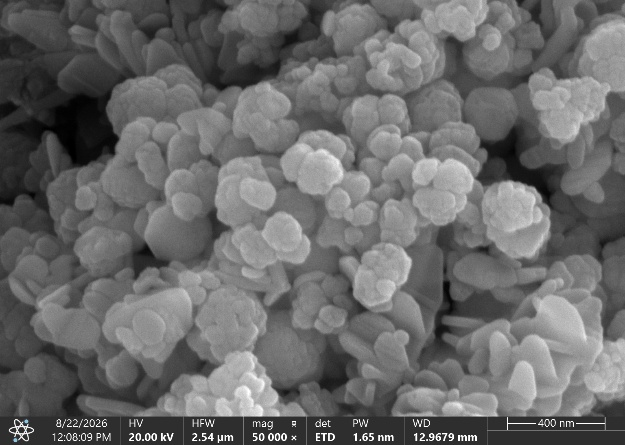 8/22/2026
12:08:09 PM
HV
20.00 kV
HFW
2.54 µm
mag
50 000 ×
det
ETD
PW
1.65 nm
WD
12.9679 mm
400 nm